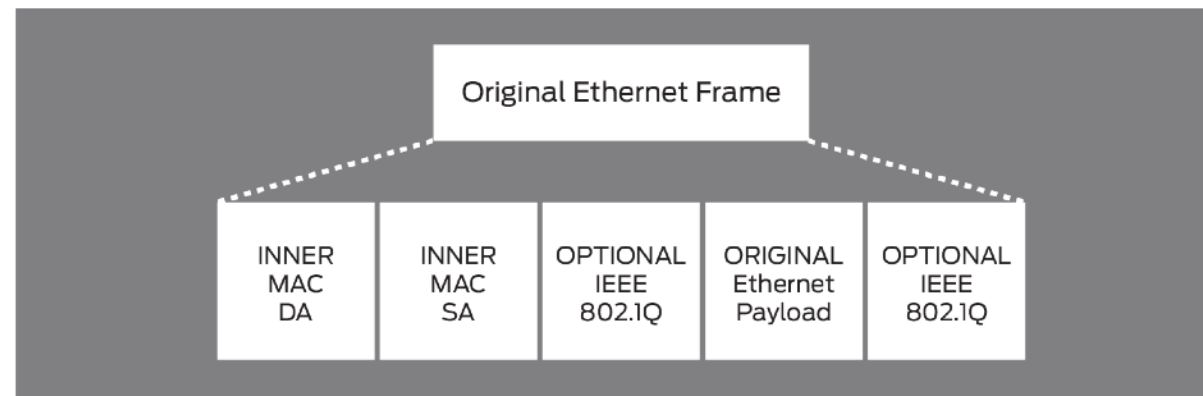 Original Ethernet Frame
INNER
MAC
DA
INNER
MAC
SA
OPTIONAL
IEEE
802.1Q
ORIGINAL
Ethernet
Payload
OPTIONAL
IEEE
802.1Q